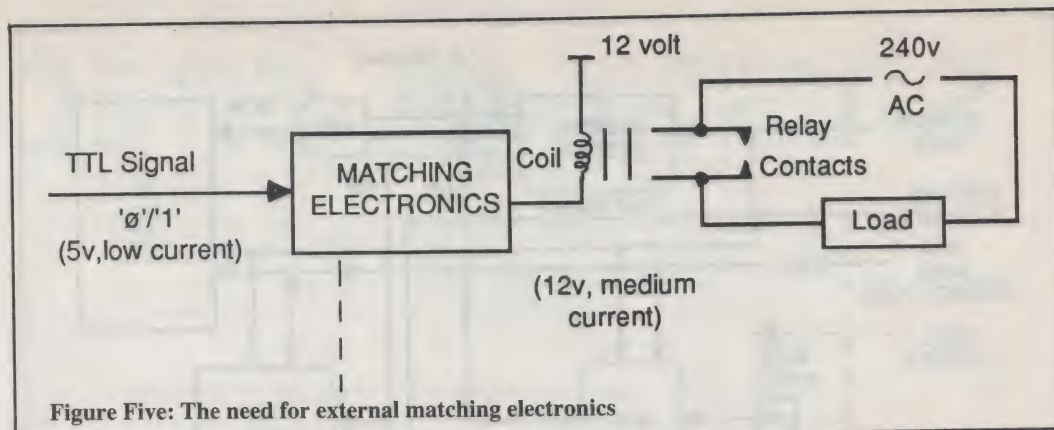 12 volt
240v
AC
Relay
Contacts
Coil
TTL Signal
MATCHING
ELECTRONICS
'ø'/'1'
(5v,low current)
Load
(12v, medium
current)
Figure Five: The need for external matching electronics